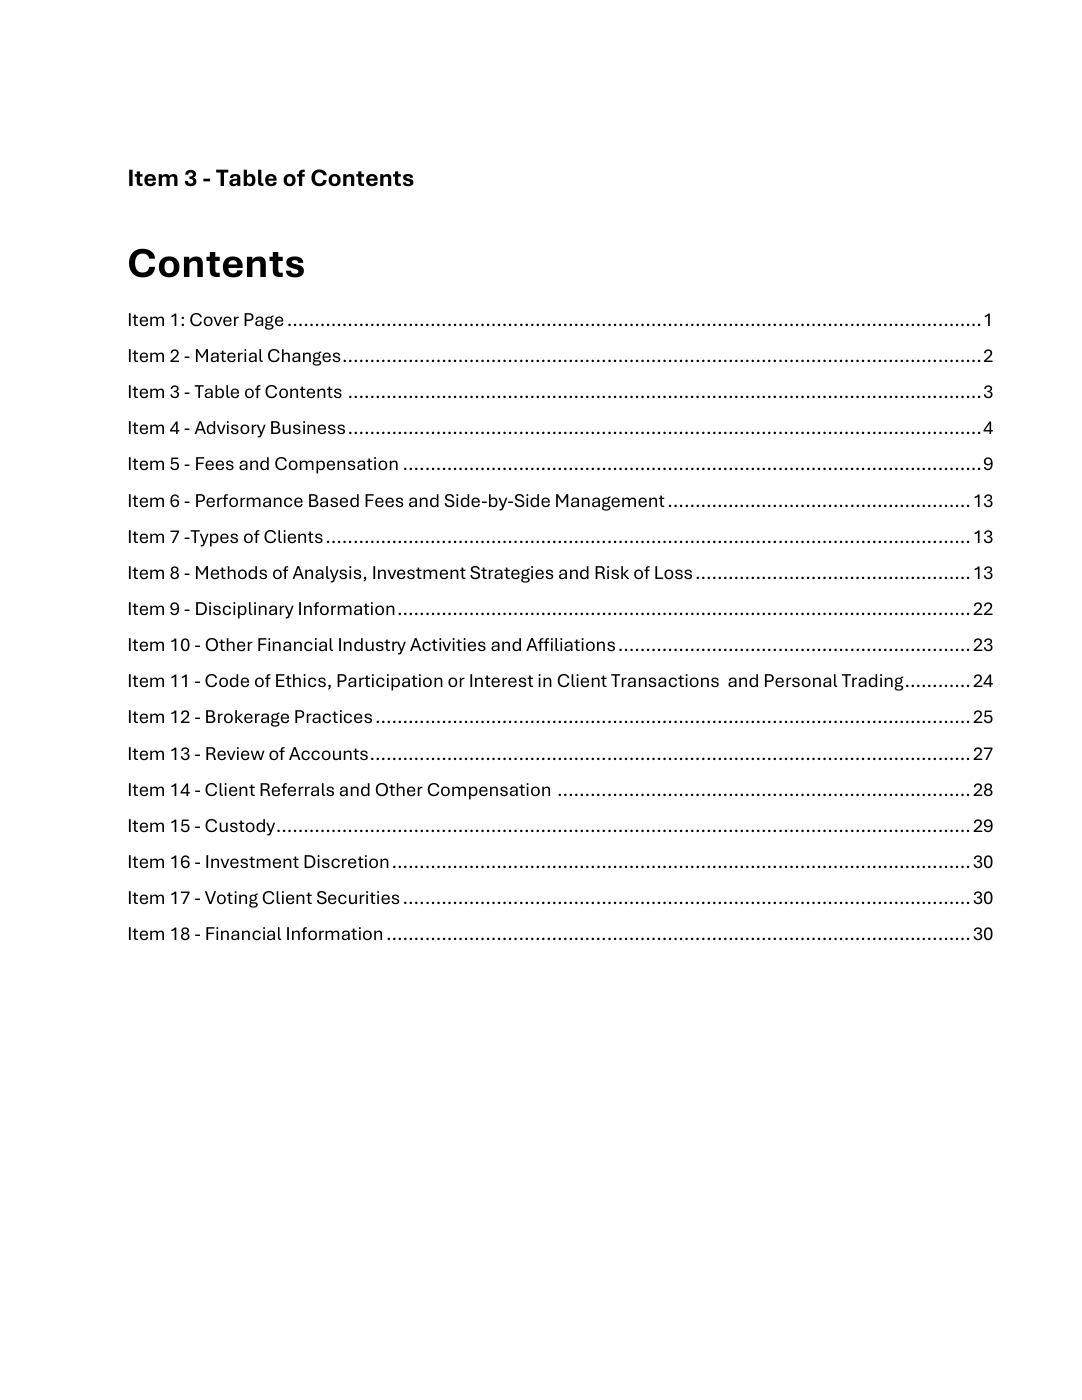 Item 3 - Table of Contents
Contents
Item 1: Cover Page ................................................................................................................................ 1
Item 2 - Material Changes ...................................................................................................................... 2
Item 3 - Table of Contents ..................................................................................................................... 3
Item 4 - Advisory Business ..................................................................................................................... 4
Item 5 - Fees and Compensation ........................................................................................................... 9
Item 6 - Performance Based Fees and Side-by-Side Management ........................................................ 13
Item 7 -Types of Clients ....................................................................................................................... 13
Item 8 - Methods of Analysis, Investment Strategies and Risk of Loss ................................................... 13
Item 9 - Disciplinary Information .......................................................................................................... 22
Item 10 - Other Financial Industry Activities and Affiliations ................................................................. 23
Item 11 - Code of Ethics, Participation or Interest in Client Transactions  and Personal Trading ............ 24
Item 12 - Brokerage Practices .............................................................................................................. 25
Item 13 - Review of Accounts ............................................................................................................... 27
Item 14 - Client Referrals and Other Compensation ............................................................................. 28
Item 15 - Custody ................................................................................................................................ 29
Item 16 - Investment Discretion ........................................................................................................... 30
Item 17 - Voting Client Securities ......................................................................................................... 30
Item 18 - Financial Information ............................................................................................................ 30